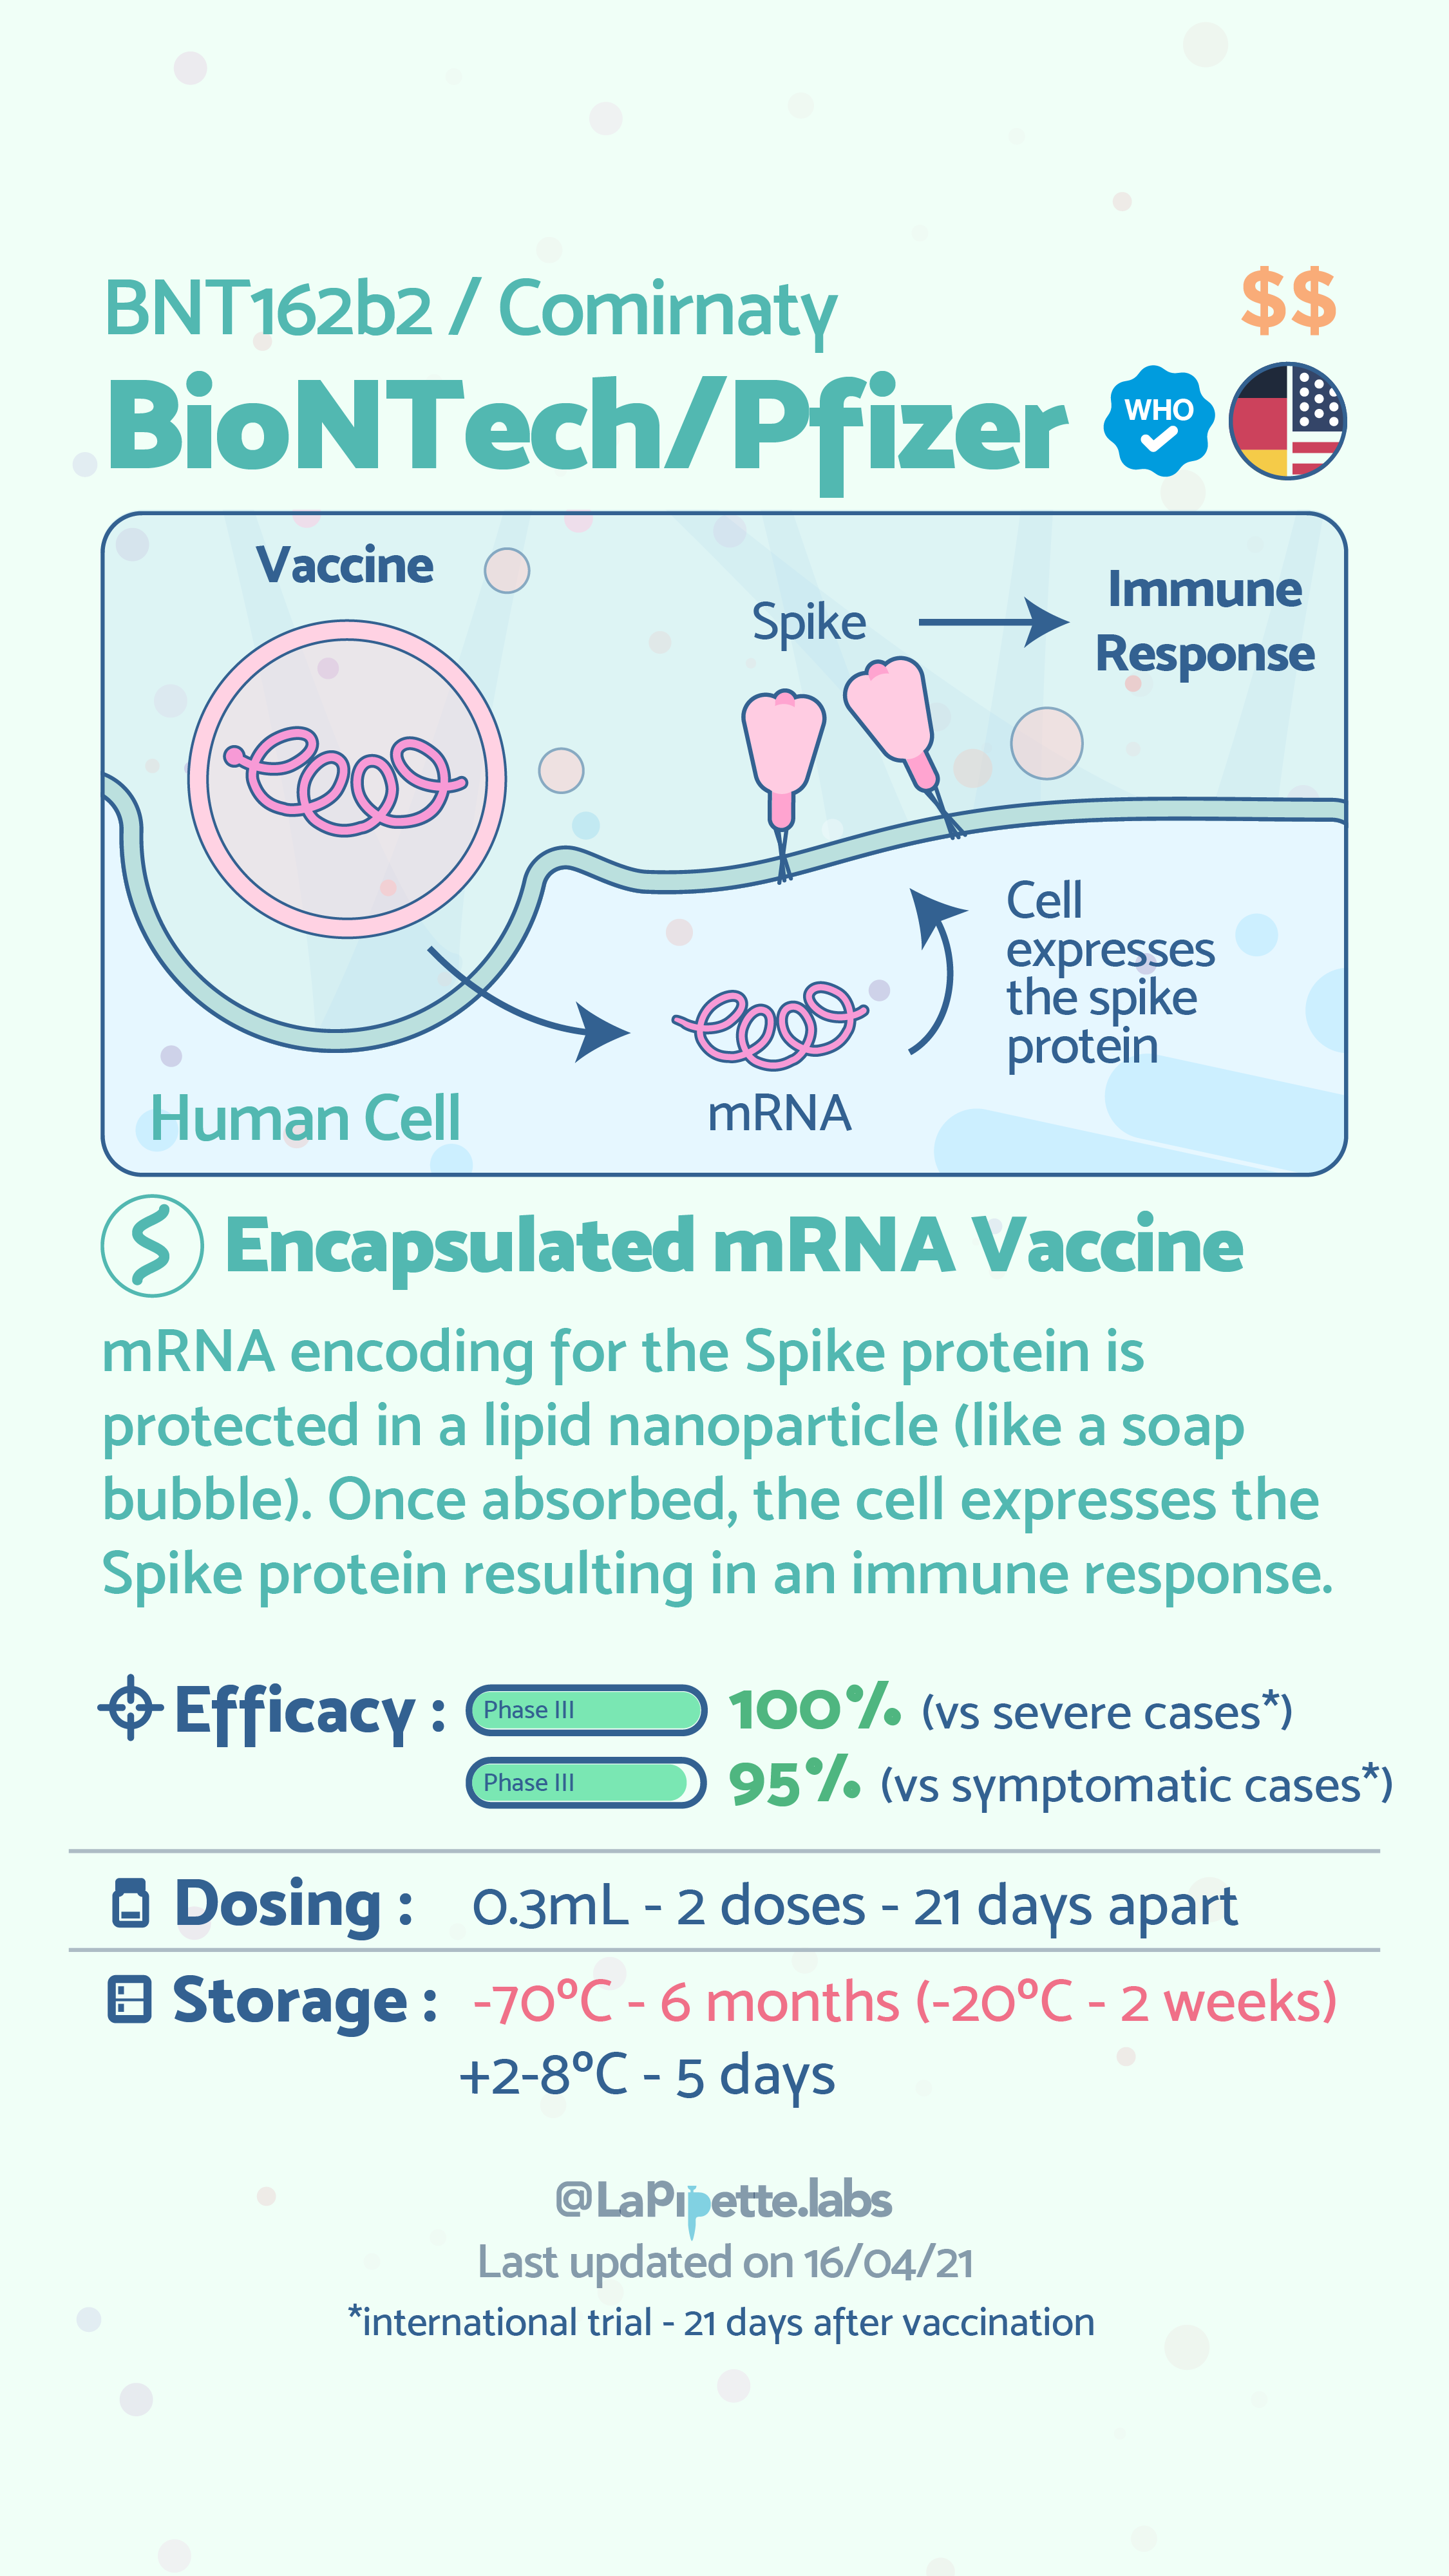 BNT162b2 / Comirnaty
$$
BioNTech/Pfizer
WHO
Vaccine
Spike
Immune
Response
Cell
expresses
the spike
protein
mRNA
Human Cell
Encapsulated mRNA Vaccine
mRNA encoding for the Spike protein is
protected in a lipid nanoparticle (like a soap
bubble). Once absorbed, the cell expresses the
Spike protein resulting in an immune response.
Efficacy : Phase III 100% (vs severe cases*)
Phase III 95% (vs symptomatic cases*)
Dosing : 0.3mL - 2 doses - 21 days apart
Storage : -70ºC - 6 months (-20ºC - 2 weeks)
+2-8ºC - 5 days
@LaPipette.labs
Last updated on 16/04/21
*international trial - 21 days after vaccination